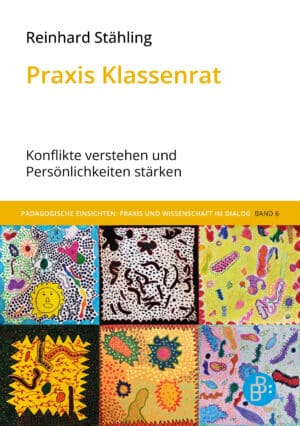 Reinhard Stähling
Praxis Klassenrat
Konflikte verstehen und
Persönlichkeiten stärken
PÄDAGOGISCHE EINSICHTEN: PRAXIS UND WISSENSCHAFT IM DIALOG BAND 6
B B